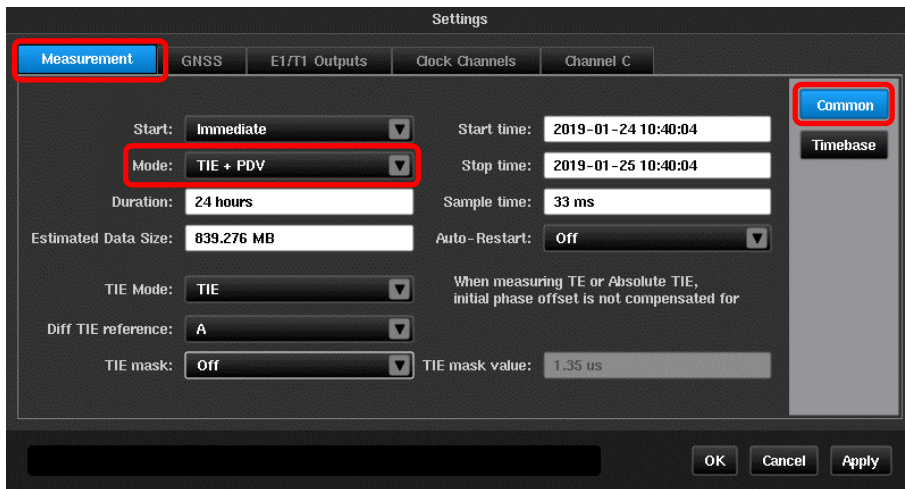 Settings
Measurement GNSS E1/T1 Outputs Clock Channels Channel C
Common
Timebase
Start: Immediate Start time: 2019-01-24 10:40:04
Mode: TIE + PDV Stop time: 2019-01-25 10:40:04
Duration: 24 hours Sample time: 33 ms
Estimated Data Size: 839.276 MB Auto-Restart: Off
TIE Mode: TIE When measuring TE or Absolute TIE,
initial phase offset is not compensated for
Diff TIE reference: A
TIE mask: Off TIE mask value: 1.35 us
OK Cancel Apply